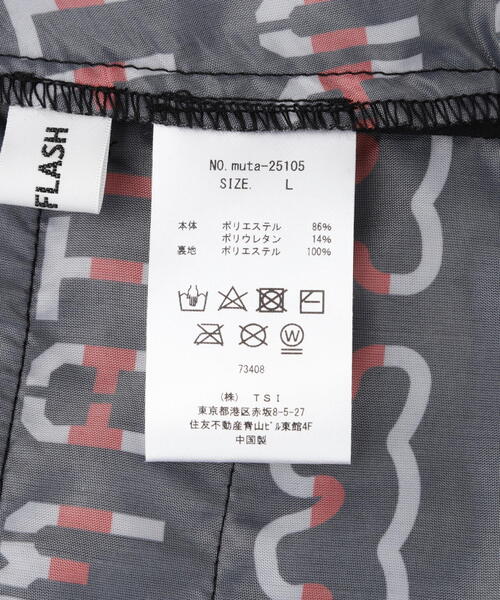 FLASH
NO.muta-25105
SIZE. L
本体 ポリエステル 86%
ポリウレタン 14%
裏地 ポリエステル 100%
W
73408
(株) TSI
東京都港区赤坂8-5-27
住友不動産青山ﾋﾞﾙ東館4F
中国製